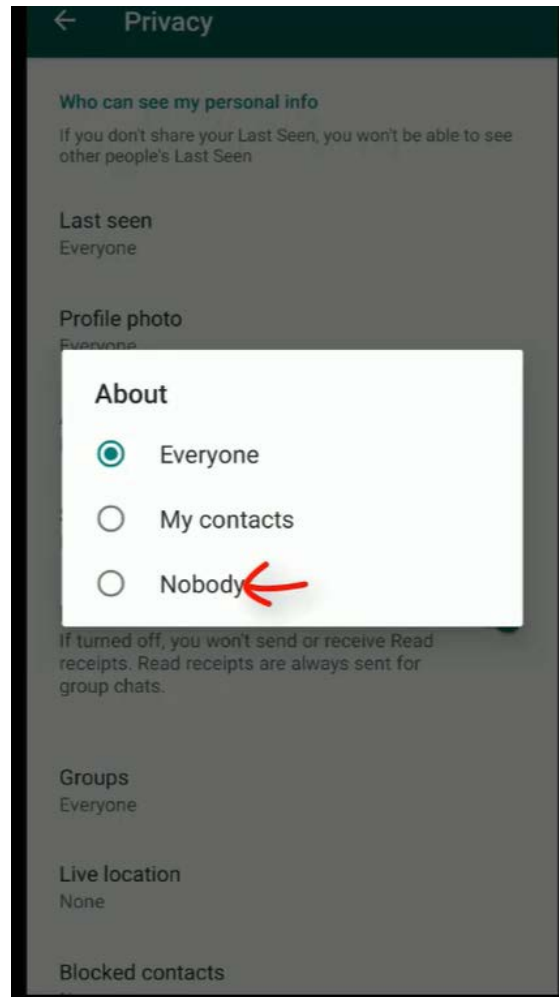 Privacy
Who can see my personal info
If you don't share your Last Seen, you won't be able to see
other people's Last Seen
Last seen
Everyone
Profile photo
Everyone
About
Everyone
My contacts
Nobody
If turned off, you won't send or receive Read
receipts. Read receipts are always sent for
group chats.
Groups
Everyone
Live location
None
Blocked contacts